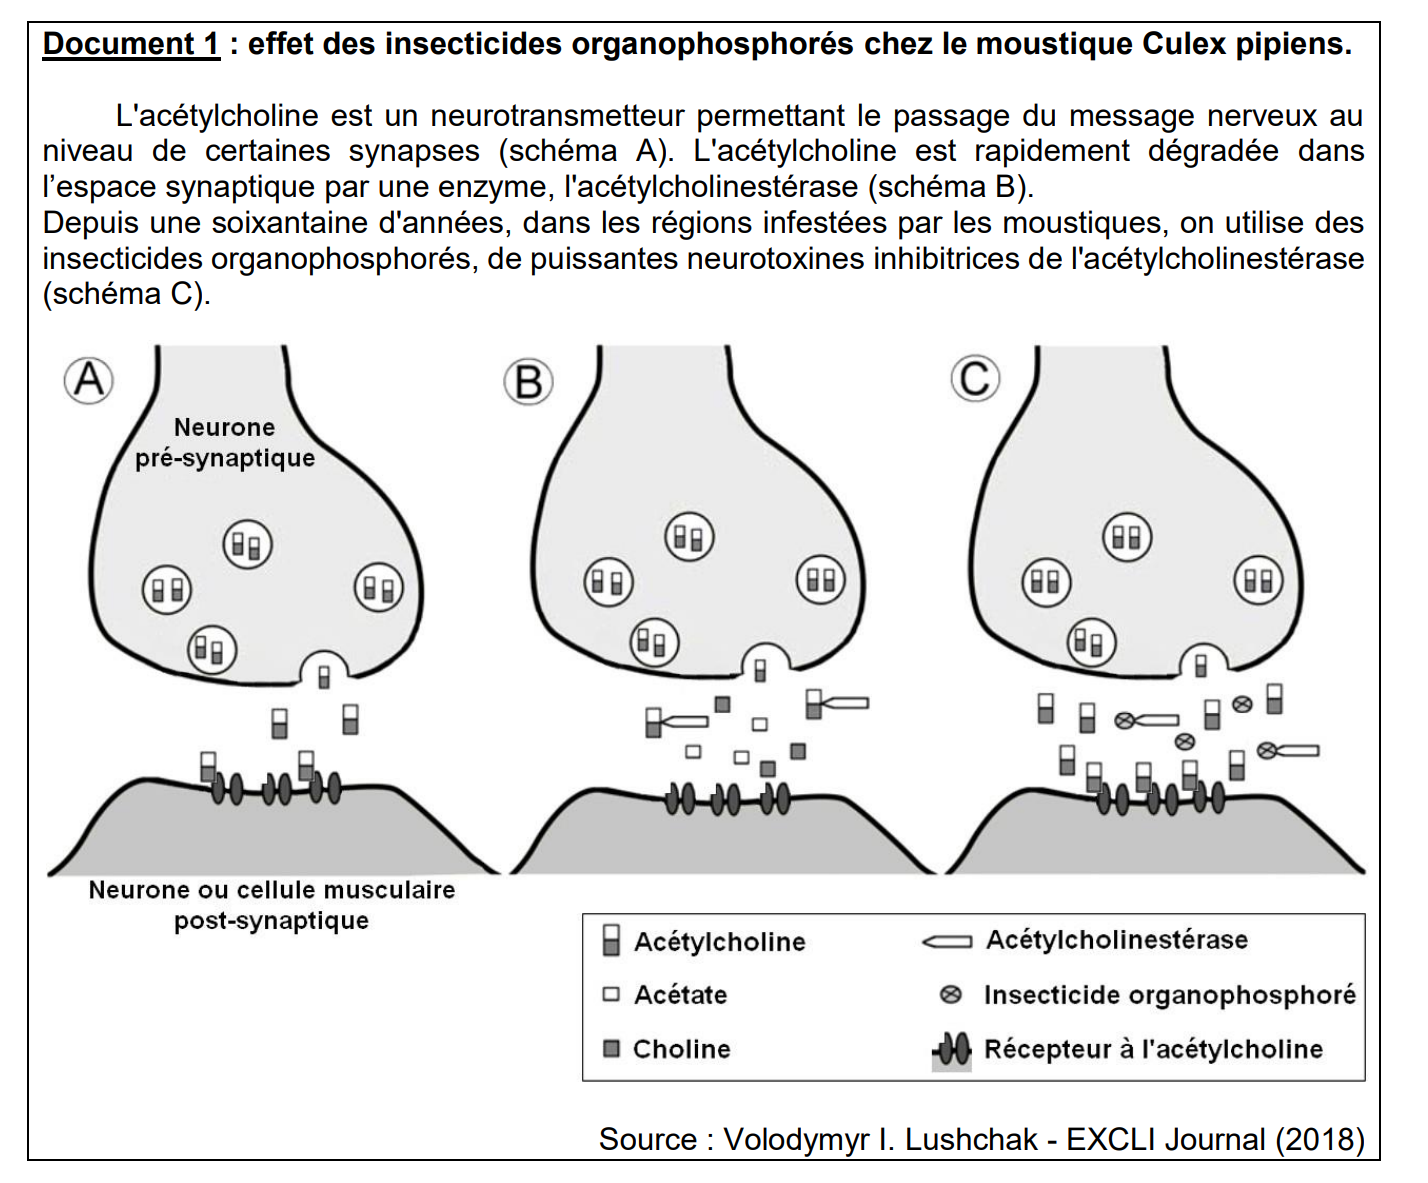 Document 1 : effet des insecticides organophosphorés chez le moustique Culex pipiens.
L'acétylcholine est un neurotransmetteur permettant le passage du message nerveux au
niveau de certaines synapses (schéma A). L'acétylcholine est rapidement dégradée dans
l’espace synaptique par une enzyme, l'acétylcholinestérase (schéma B).
Depuis une soixantaine d'années, dans les régions infestées par les moustiques, on utilise des
insecticides organophosphorés, de puissantes neurotoxines inhibitrices de l'acétylcholinestérase
(schéma C).
A
B
C
Neurone
pré-synaptique
Neurone ou cellule musculaire
post-synaptique
Acétylcholine
Acétate
Choline
Acétylcholinestérase
Insecticide organophosphoré
Récepteur à l'acétylcholine
Source : Volodymyr I. Lushchak - EXCLI Journal (2018)